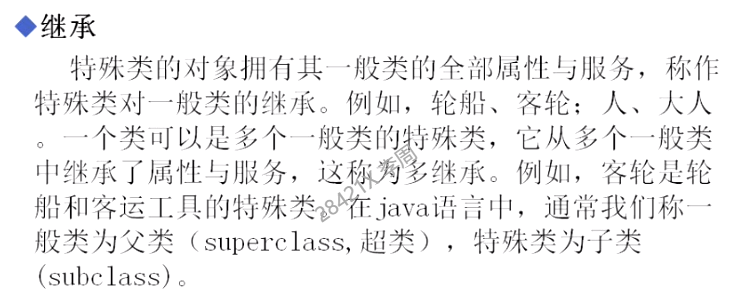 继承
特殊类的对象拥有其一般类的全部属性与服务，称作
特殊类对一般类的继承。例如，轮船、客轮；人、大人
。一个类可以是多个一般类的特殊类，它从多个一般类
中继承了属性与服务，这称为多继承。例如，客轮是轮
船和客运工具的特殊类。在java语言中，通常我们称一
般类为父类（superclass,超类），特殊类为子类
(subclass)。